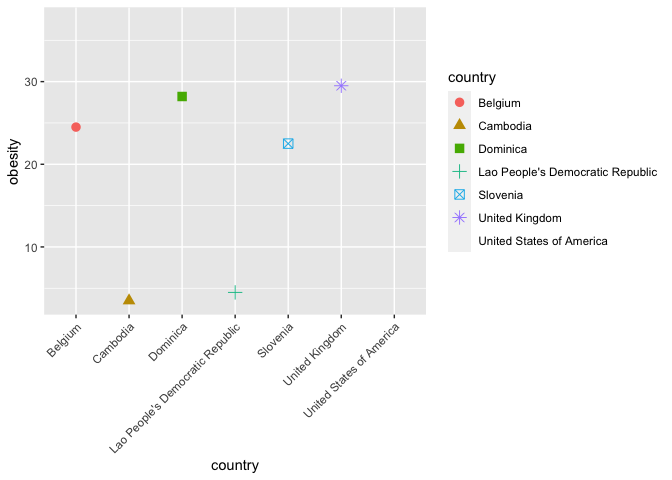 30
20
10
obesity
Belgium
Cambodia
Dominica
Lao People's Democratic Republic
Slovenia
United Kingdom
United States of America
country
country
Belgium
Cambodia
Dominica
Lao People's Democratic Republic
Slovenia
United Kingdom
United States of America